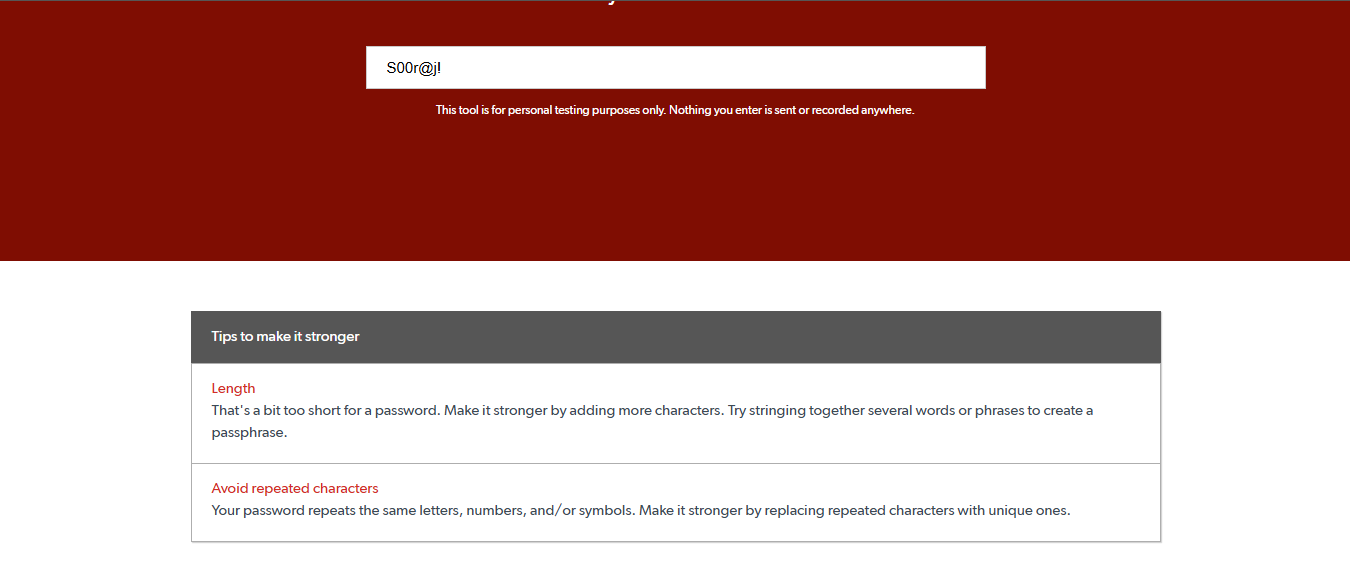 S00r@j!
This tool is for personal testing purposes only. Nothing you enter is sent or recorded anywhere.
Tips to make it stronger
Length
That's a bit too short for a password. Make it stronger by adding more characters. Try stringing together several words or phrases to create a
passphrase.
Avoid repeated characters
Your password repeats the same letters, numbers, and/or symbols. Make it stronger by replacing repeated characters with unique ones.